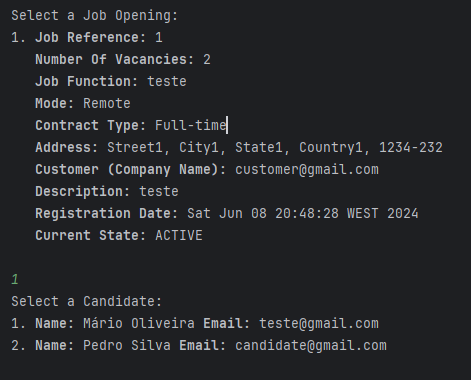 Select a Job Opening:
1. Job Reference: 1
Number Of Vacancies: 2
Job Function: teste
Mode: Remote
Contract Type: Full-time
Address: Street1, City1, State1, Country1, 1234-232
Customer (Company Name): customer@gmail.com
Description: teste
Registration Date: Sat Jun 08 20:48:28 WEST 2024
Current State: ACTIVE
1
Select a Candidate:
1. Name: Mário Oliveira Email: teste@gmail.com
2. Name: Pedro Silva Email: candidate@gmail.com